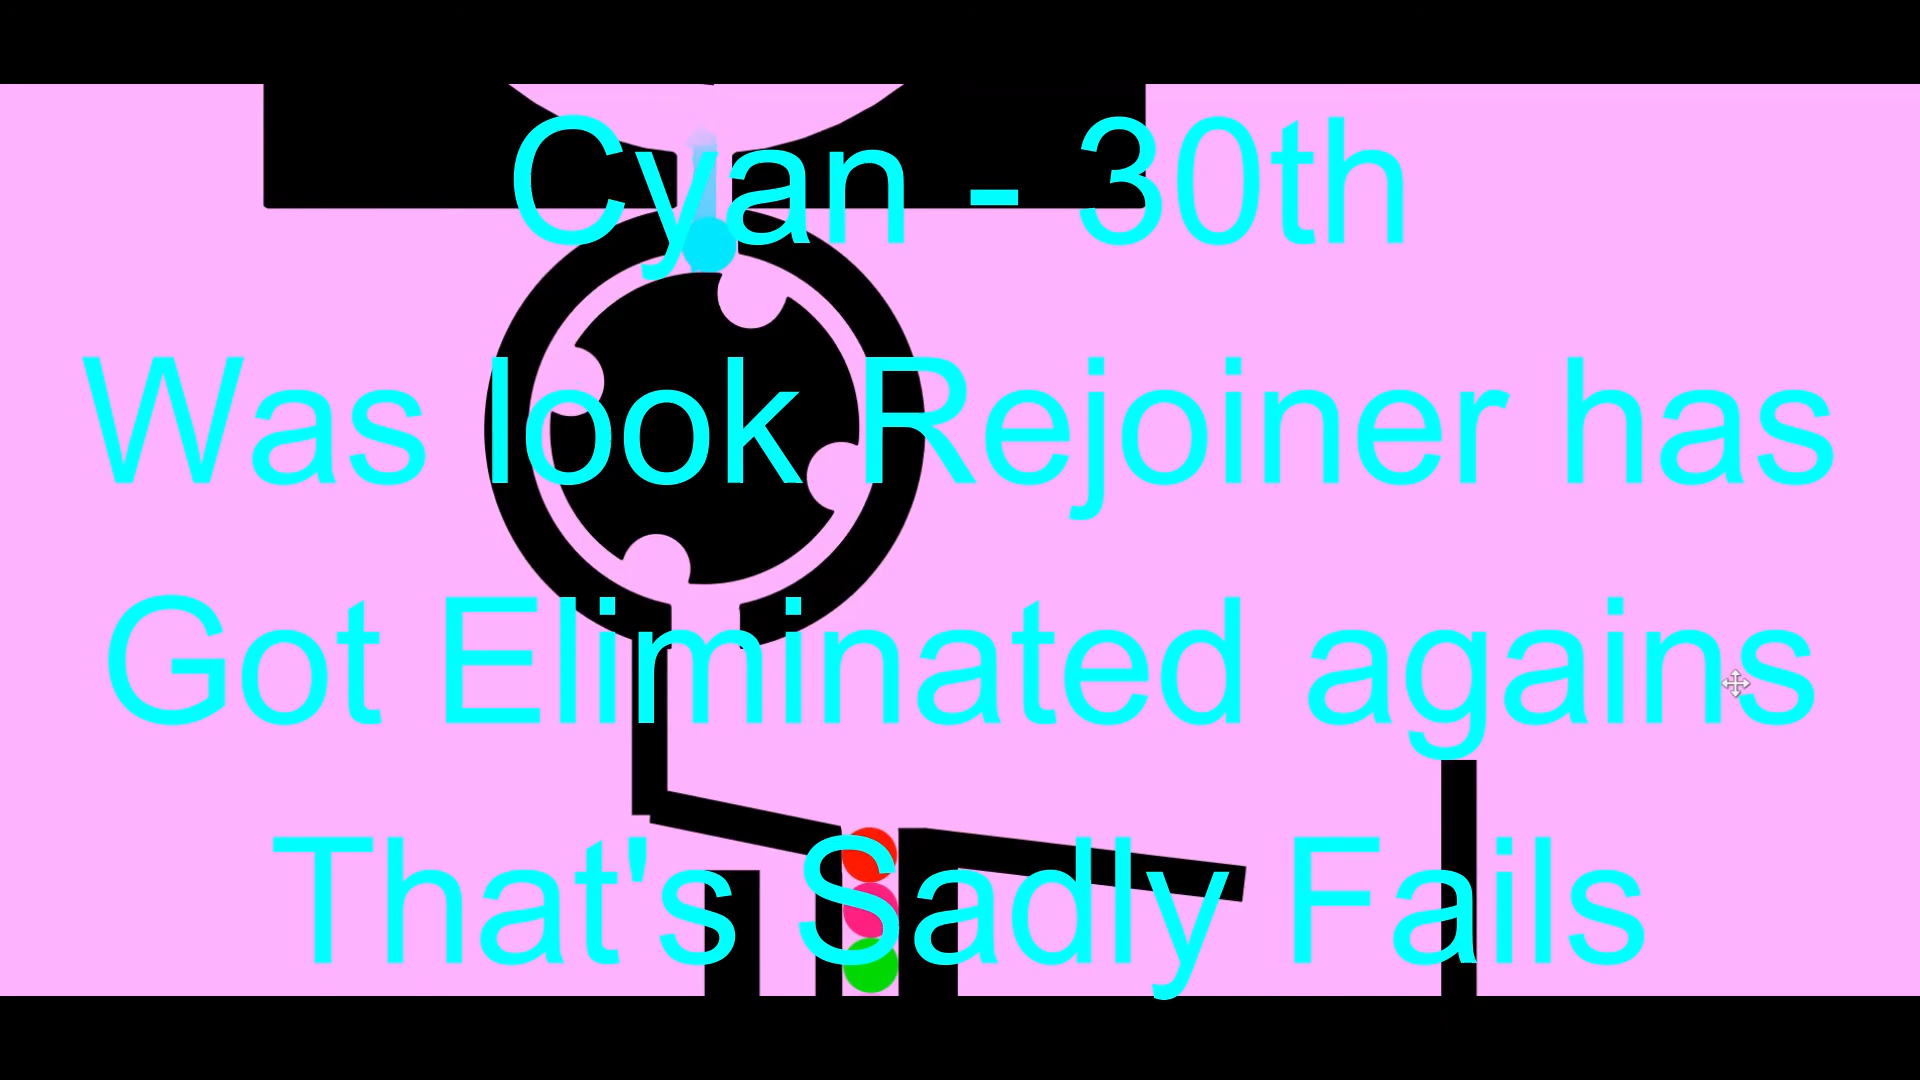 Cyan - 30th
Was look Rejoiner has
Got Eliminated agains
That's Sadly Fails